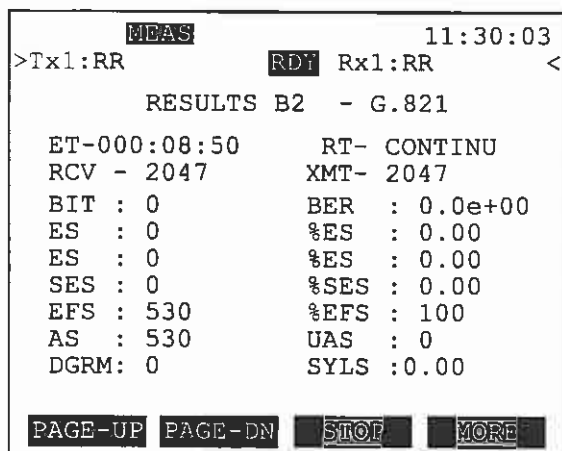 MEAS 11:30:03
>Tx1:RR RDY Rx1:RR <
RESULTS B2 - G.821
ET-000:08:50 RT- CONTINU
RCV - 2047 XMT- 2047
BIT : 0 BER : 0.0e+00
ES : 0 %ES : 0.00
ES : 0 %ES : 0.00
SES : 0 %SES : 0.00
EFS : 530 %EFS : 100
AS : 530 UAS : 0
DGRM: 0 SYLS :0.00
PAGE-UP PAGE-DN STOP MORE